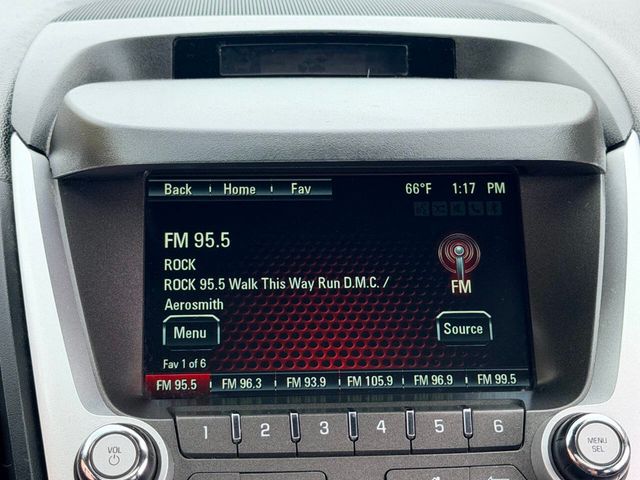 Back Home Fav 66°F 1:17 PM
FM 95.5
ROCK
ROCK 95.5 Walk This Way Run D.M.C. /
Aerosmith
FM
Menu Source
Fav 1 of 6
FM 95.5 FM 96.3 FM 93.9 FM 105.9 FM 96.9 FM 99.5
1 2 3 4 5 6
VOL
MENU
SEL